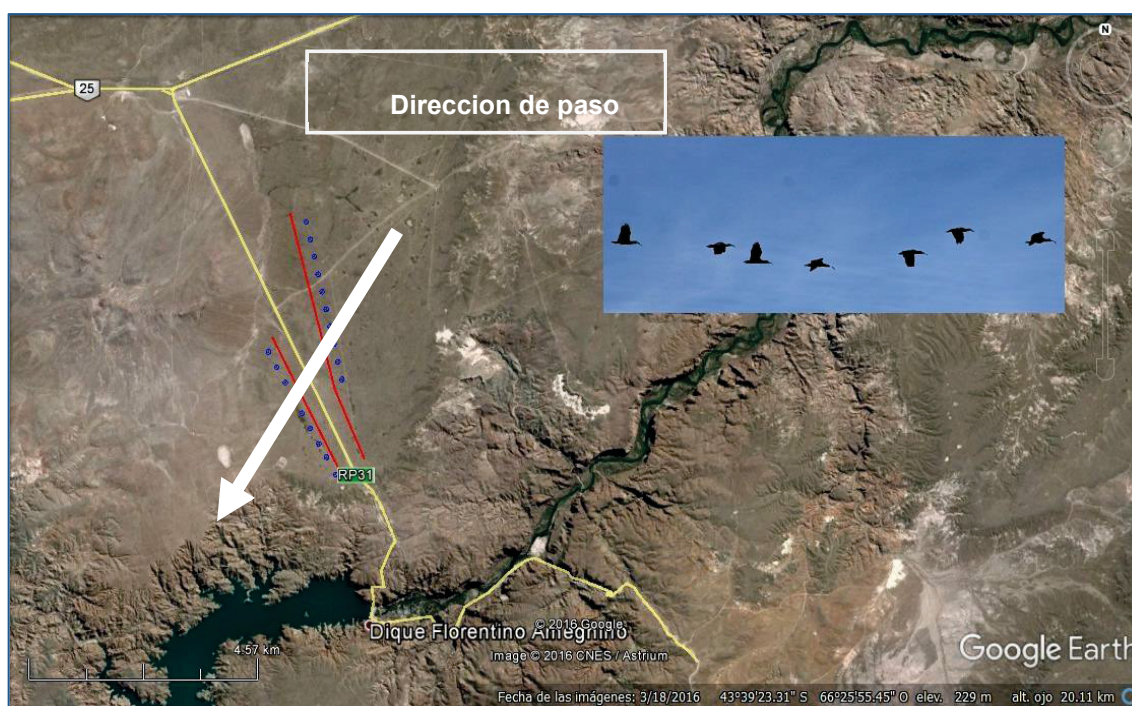 N
25
Direccion de paso
RP31
Dique Florentino Ameghino
© 2016 Google
Image © 2016 CNES / Astrium
4.57 km
Google Earth
Fecha de las imágenes: 3/18/2016 43°39'23.31" S 66°25'55.45" O elev. 229 m alt. ojo 20.11 km